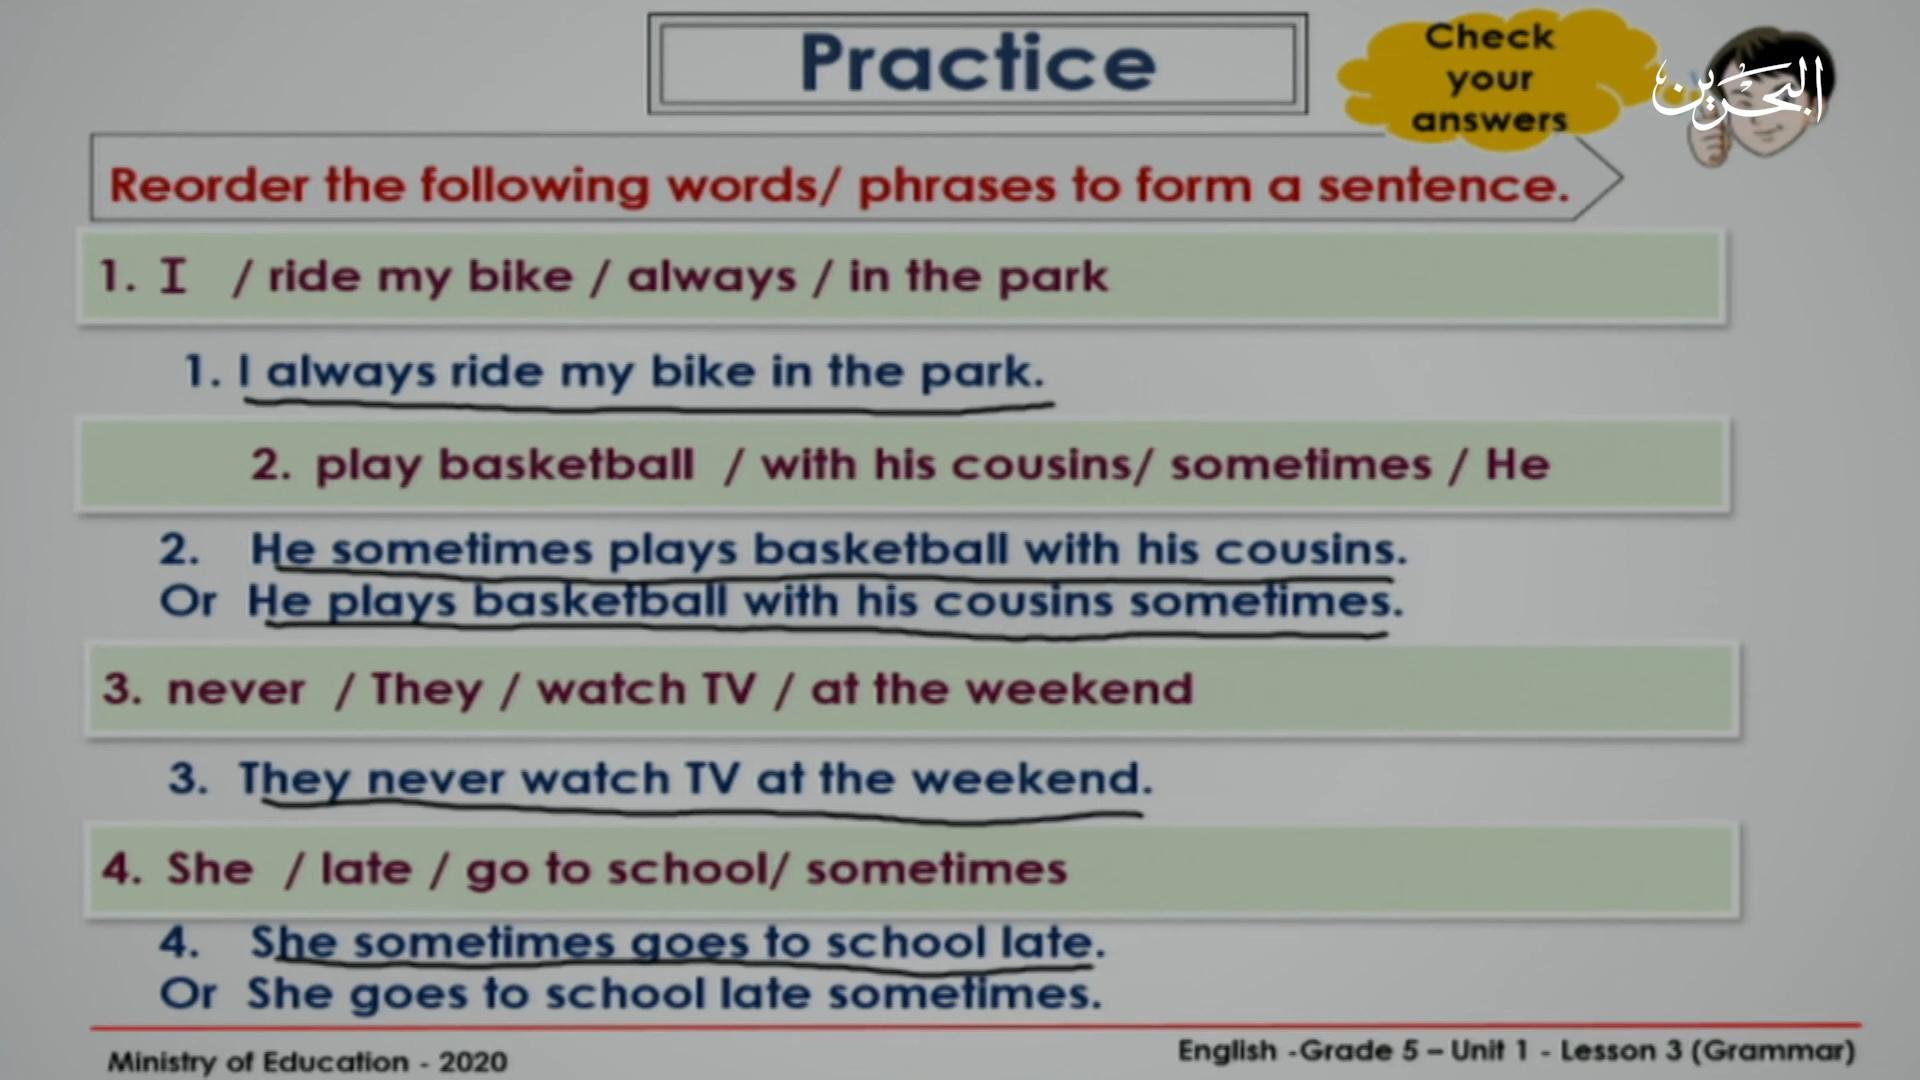 Practice
Check
your
answers
البحرين
Reorder the following words/ phrases to form a sentence.
1. I / ride my bike / always / in the park
1. I always ride my bike in the park.
2. play basketball / with his cousins/ sometimes / He
2. He sometimes plays basketball with his cousins.
Or He plays basketball with his cousins sometimes.
3. never / They / watch TV / at the weekend
3. They never watch TV at the weekend.
4. She / late / go to school/ sometimes
4. She sometimes goes to school late.
Or She goes to school late sometimes.
Ministry of Education - 2020
English -Grade 5 – Unit 1 - Lesson 3 (Grammar)